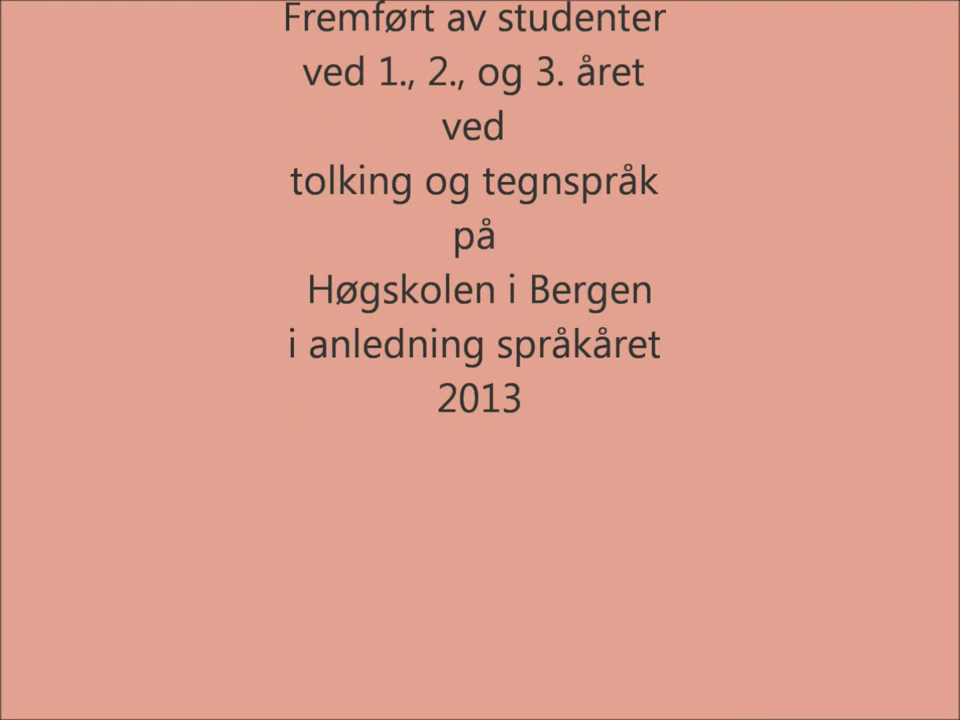 Fremført av studenter
ved 1., 2., og 3. året
ved
tolking og tegnspråk
på
Høgskolen i Bergen
i anledning språkåret
2013